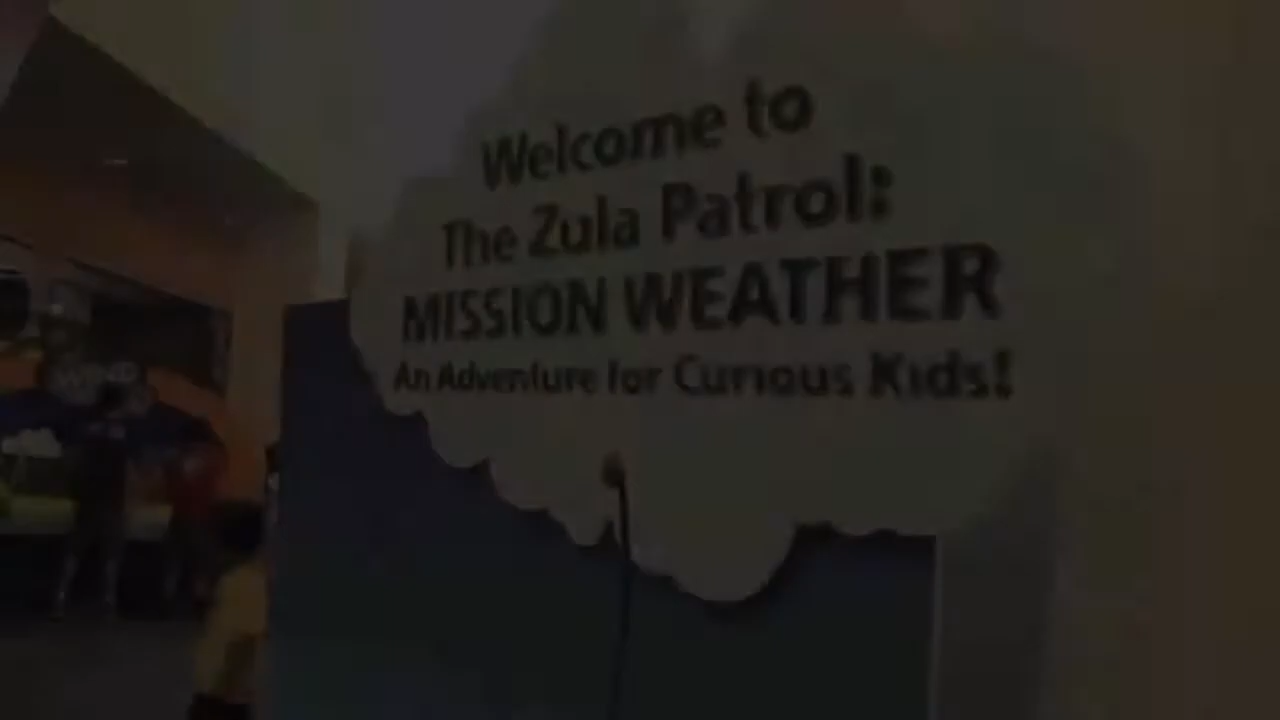 Welcome to
The Zula Patrol:
MISSION WEATHER
An Adventure for Curious Kids!